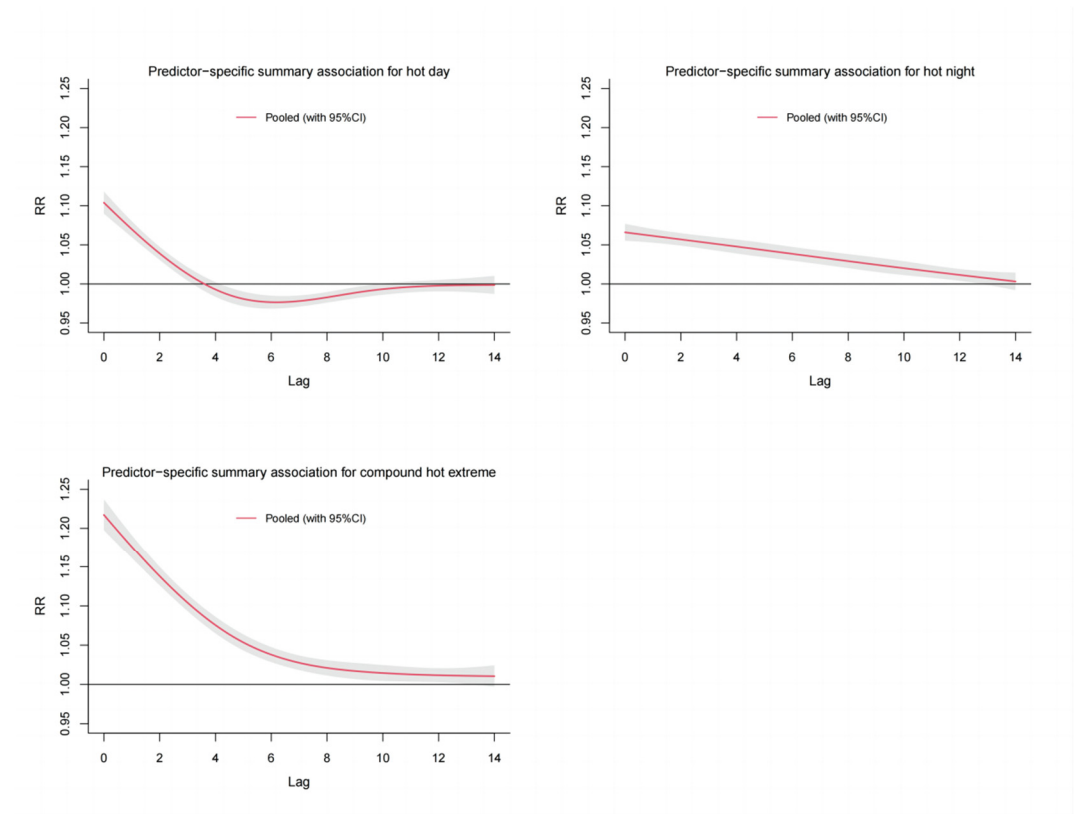 Predictor−specific summary association for hot day
Pooled (with 95%CI)
RR
1.25
1.20
1.15
1.10
1.05
1.00
0.95
0 2 4 6 8 10 12 14
Lag
Predictor−specific summary association for hot night
Pooled (with 95%CI)
RR
1.25
1.20
1.15
1.10
1.05
1.00
0.95
0 2 4 6 8 10 12 14
Lag
Predictor−specific summary association for compound hot extreme
Pooled (with 95%CI)
RR
1.25
1.20
1.15
1.10
1.05
1.00
0.95
0 2 4 6 8 10 12 14
Lag